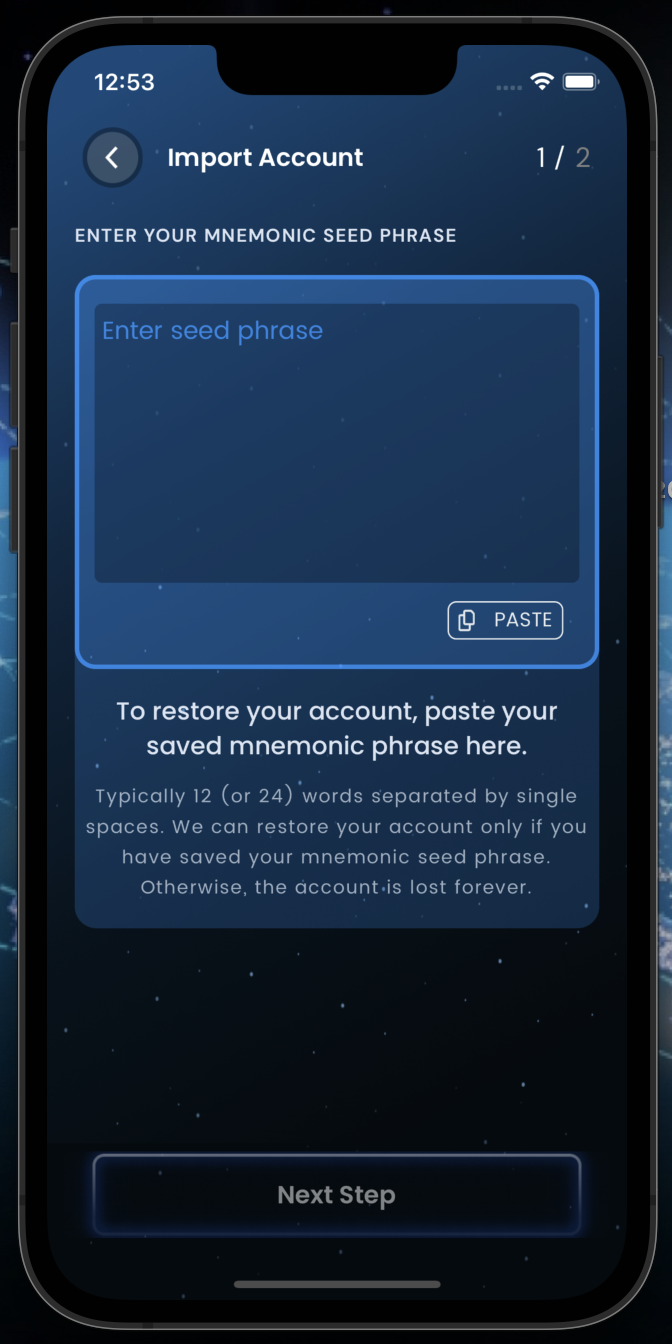 12:53
Import Account
1 / 2
ENTER YOUR MNEMONIC SEED PHRASE
Enter seed phrase
PASTE
To restore your account, paste your
saved mnemonic phrase here.
Typically 12 (or 24) words separated by single
spaces. We can restore your account only if you
have saved your mnemonic seed phrase.
Otherwise, the account is lost forever.
Next Step